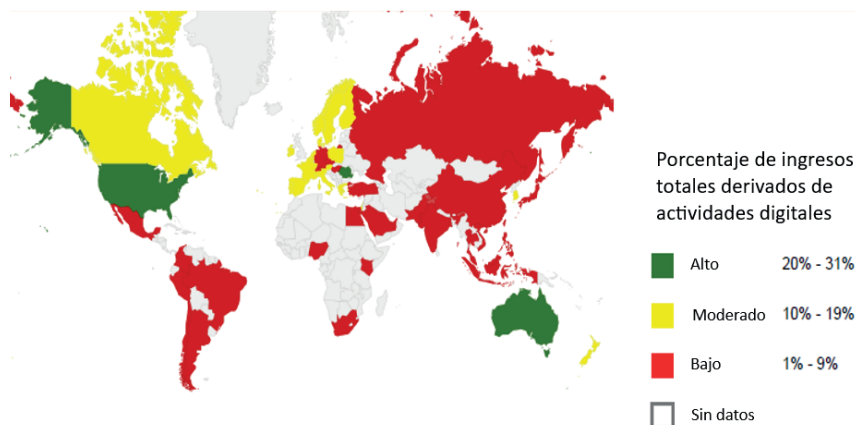 Porcentaje de ingresos
totales derivados de
actividades digitales
Alto 20% - 31%
Moderado 10% - 19%
Bajo 1% - 9%
Sin datos